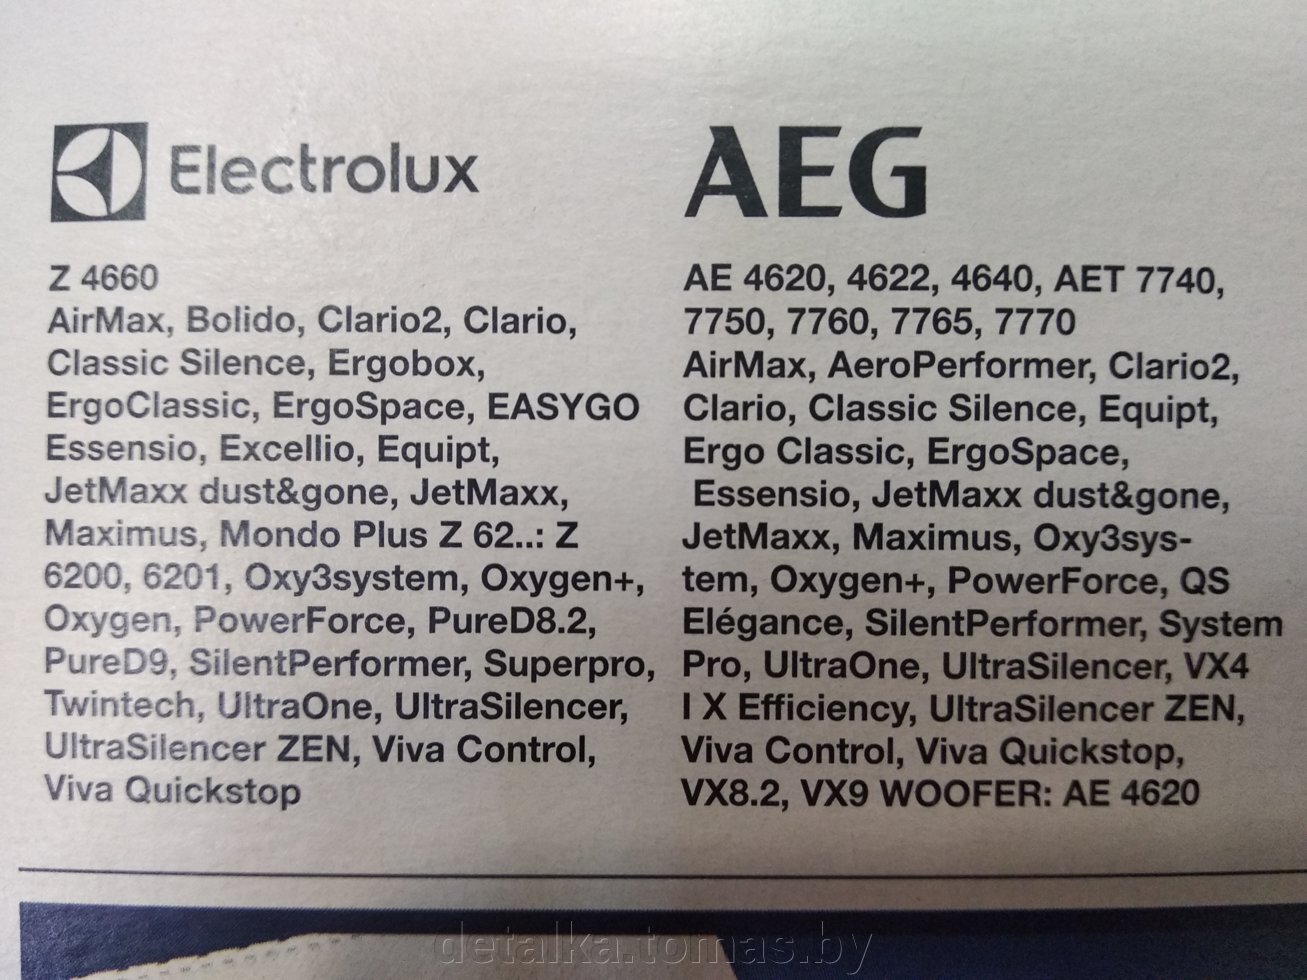 Electrolux
Z 4660
AirMax, Bolido, Clario2, Clario,
Classic Silence, Ergobox,
ErgoClassic, ErgoSpace, EASYGO
Essensio, Excellio, Equipt,
JetMaxx dust&gone, JetMaxx,
Maximus, Mondo Plus Z 62..: Z
6200, 6201, Oxy3system, Oxygen+,
Oxygen, PowerForce, PureD8.2,
PureD9, SilentPerformer, Superpro,
Twintech, UltraOne, UltraSilencer,
UltraSilencer ZEN, Viva Control,
Viva Quickstop
AEG
AE 4620, 4622, 4640, AET 7740,
7750, 7760, 7765, 7770
AirMax, AeroPerformer, Clario2,
Clario, Classic Silence, Equipt,
Ergo Classic, ErgoSpace,
Essensio, JetMaxx dust&gone,
JetMaxx, Maximus, Oxy3sys-
tem, Oxygen+, PowerForce, QS
Elégance, SilentPerformer, System
Pro, UltraOne, UltraSilencer, VX4
I X Efficiency, UltraSilencer ZEN,
Viva Control, Viva Quickstop,
VX8.2, VX9 WOOFER: AE 4620
detalka.tomas.by